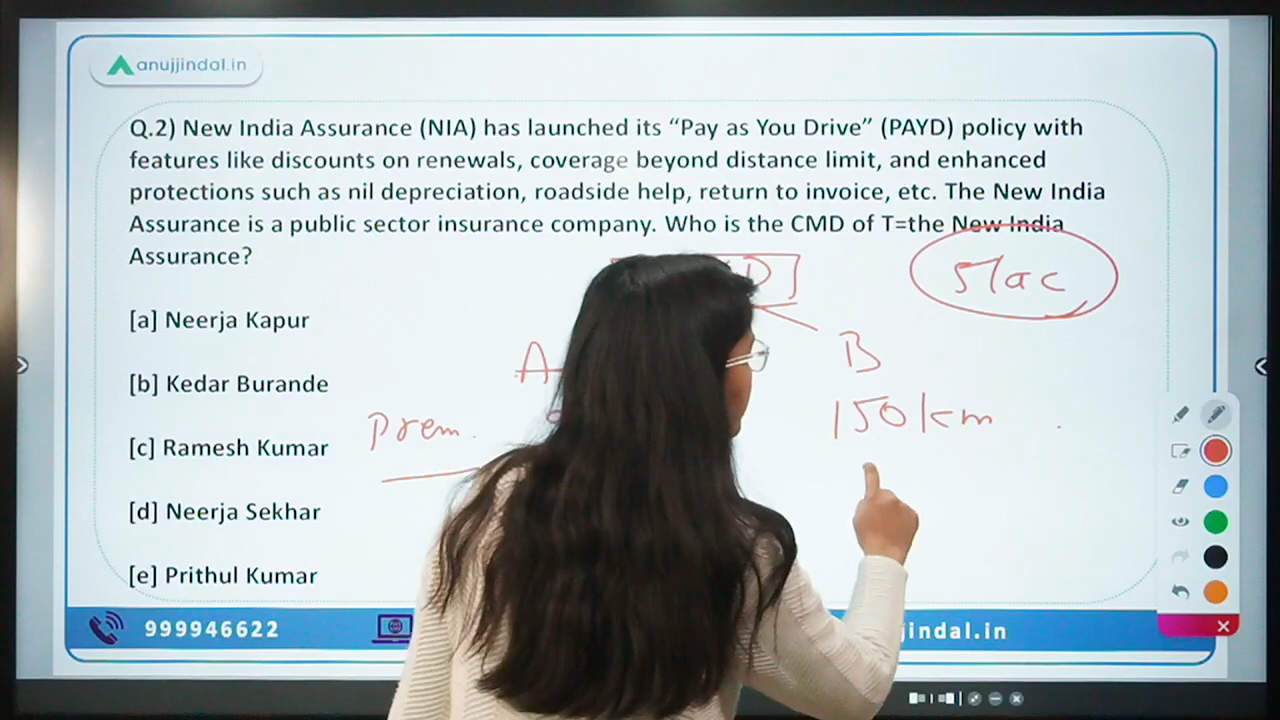 anujjindal.in
Q.2) New India Assurance (NIA) has launched its “Pay as You Drive” (PAYD) policy with
features like discounts on renewals, coverage beyond distance limit, and enhanced
protections such as nil depreciation, roadside help, return to invoice, etc. The New India
Assurance is a public sector insurance company. Who is the CMD of T=the New India
Assurance?
5lac
[a] Neerja Kapur
A
B
[b] Kedar Burande
Prem.
150km
[c] Ramesh Kumar
[d] Neerja Sekhar
[e] Prithul Kumar
999946622
jindal.in